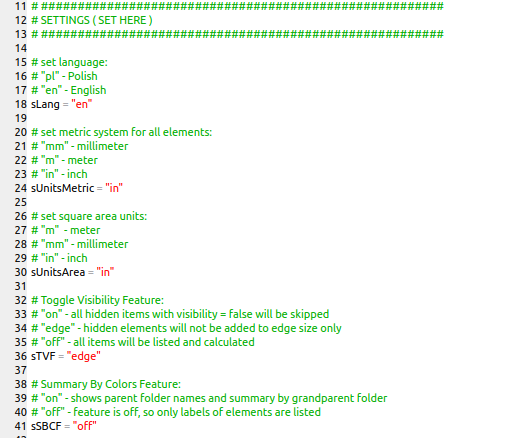 11 # #######################################################
12 # SETTINGS ( SET HERE )
13 # #######################################################
14
15 # set language:
16 # "pl" - Polish
17 # "en" - English
18 sLang = "en"
19
20 # set metric system for all elements:
21 # "mm" - millimeter
22 # "m" - meter
23 # "in" - inch
24 sUnitsMetric = "in"
25
26 # set square area units:
27 # "m"  - meter
28 # "mm" - millimeter
29 # "in" - inch
30 sUnitsArea = "in"
31
32 # Toggle Visibility Feature:
33 # "on" - all hidden items with visibility = false will be skipped
34 # "edge" - hidden elements will not be added to edge size only
35 # "off" - all items will be listed and calculated
36 sTVF = "edge"
37
38 # Summary By Colors Feature:
39 # "on" - shows parent folder names and summary by grandparent folder
40 # "off" - feature is off, so only labels of elements are listed
41 sSBCF = "off"